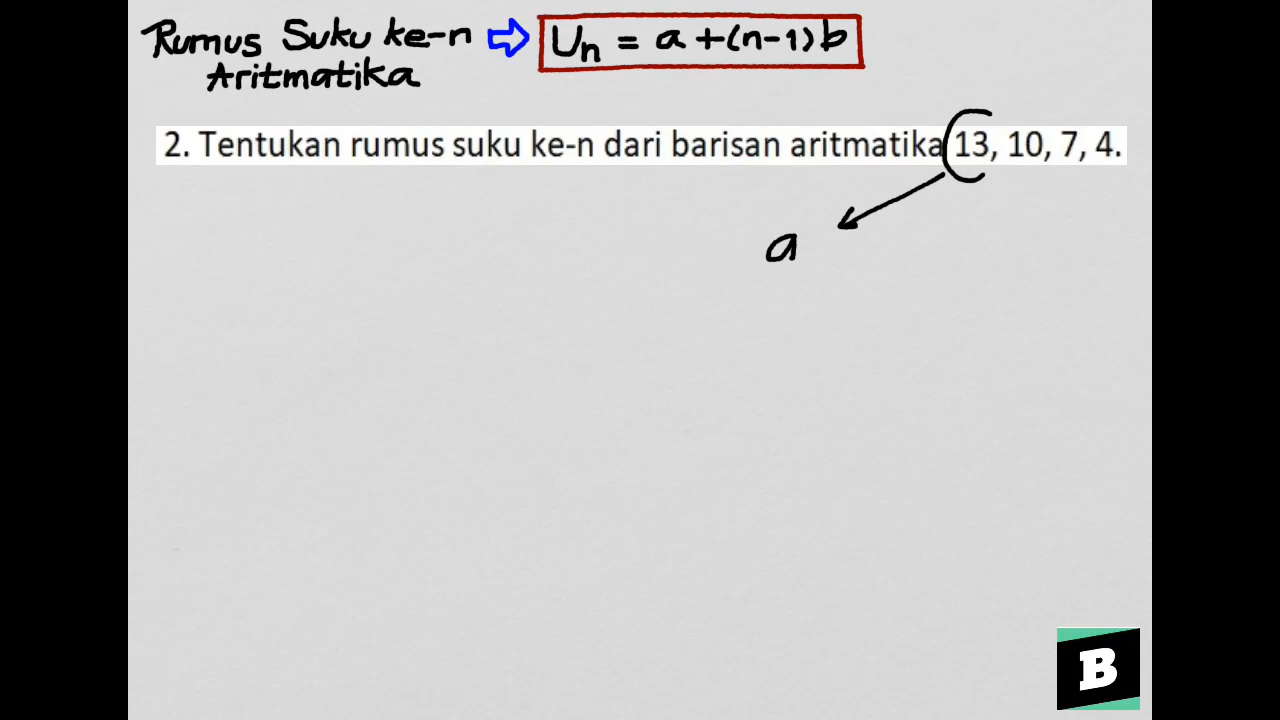 Rumus Suku ke-n ⇨ Un = a + (n-1) b
Aritmatika
2. Tentukan rumus suku ke-n dari barisan aritmatika 13, 10, 7, 4.
a
B